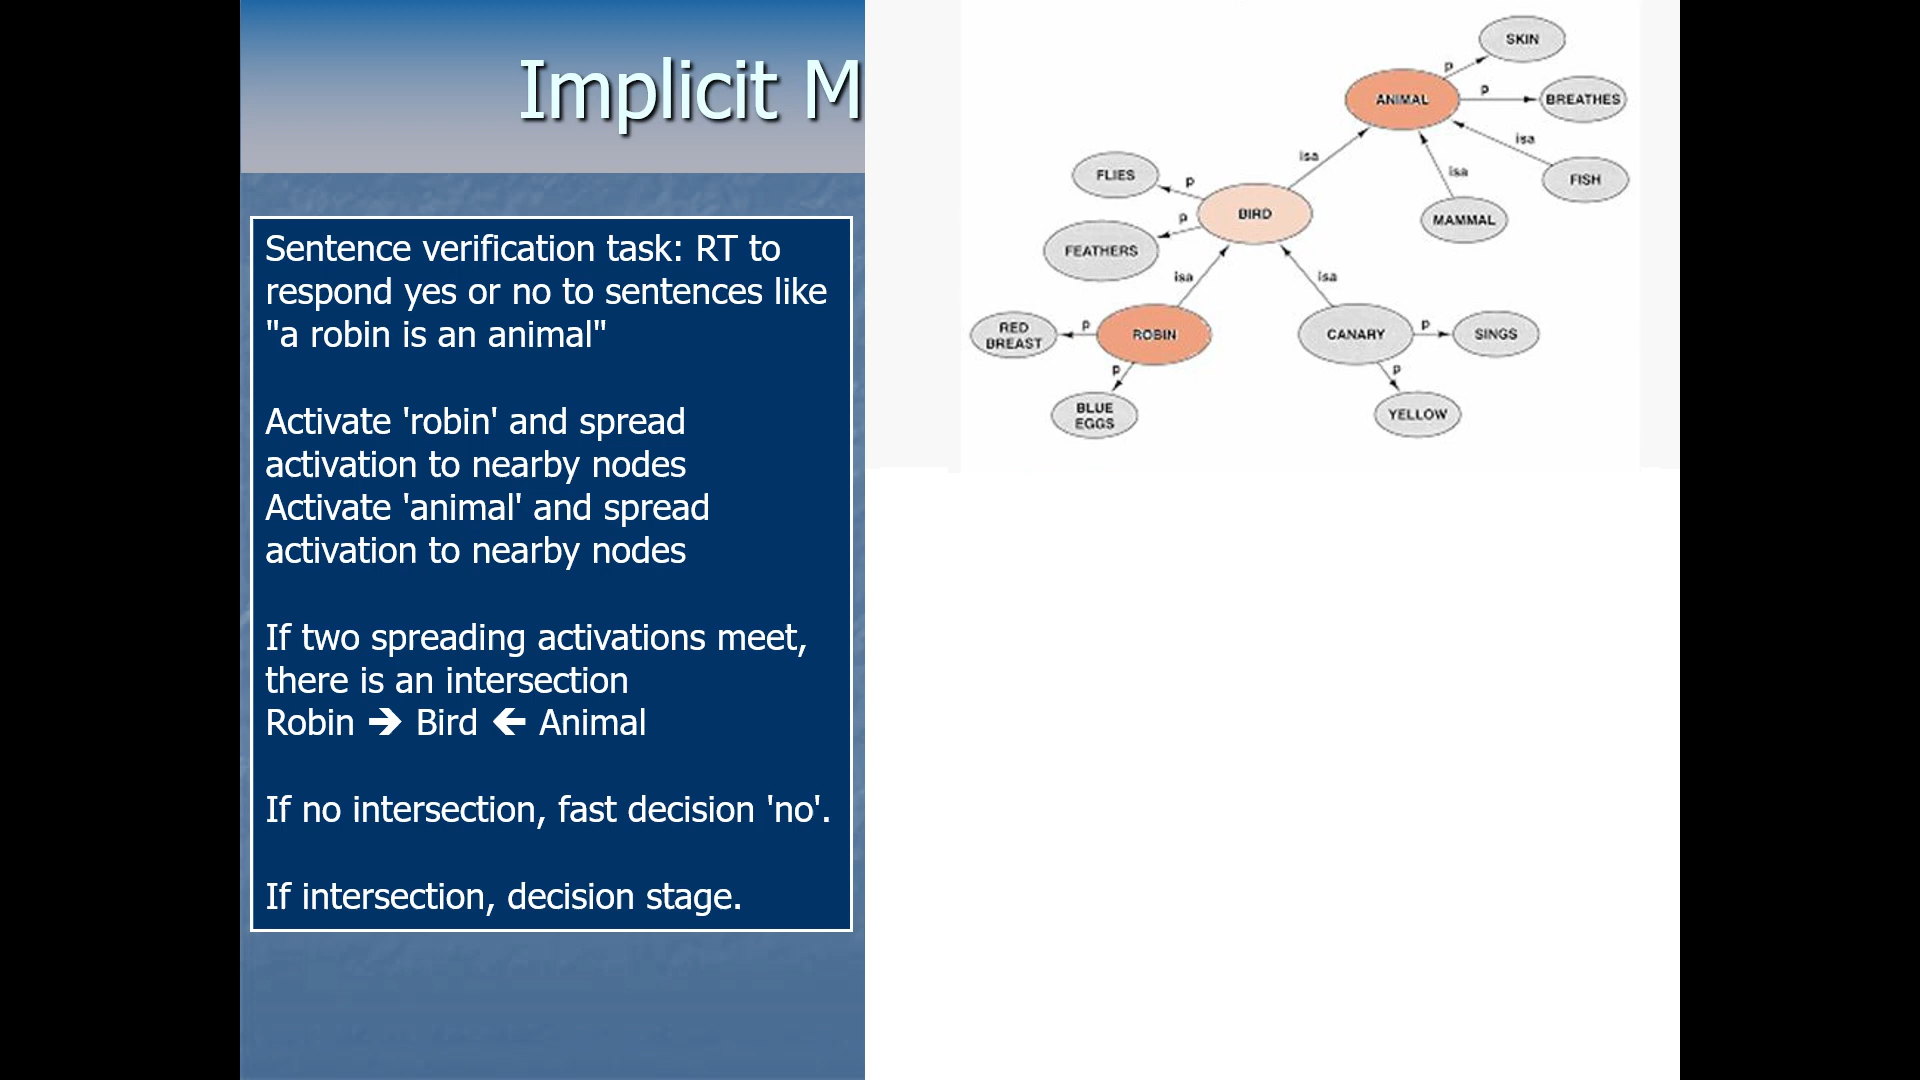 Implicit M
Sentence verification task: RT to
respond yes or no to sentences like
"a robin is an animal"
Activate 'robin' and spread
activation to nearby nodes
Activate 'animal' and spread
activation to nearby nodes
If two spreading activations meet,
there is an intersection
Robin → Bird ← Animal
If no intersection, fast decision 'no'.
If intersection, decision stage.
SKIN
p
ANIMAL
p
BREATHES
isa
isa
isa
FISH
FLIES
p
BIRD
MAMMAL
p
FEATHERS
isa
isa
RED
BREAST
p
ROBIN
CANARY
p
SINGS
p
p
BLUE
EGGS
YELLOW